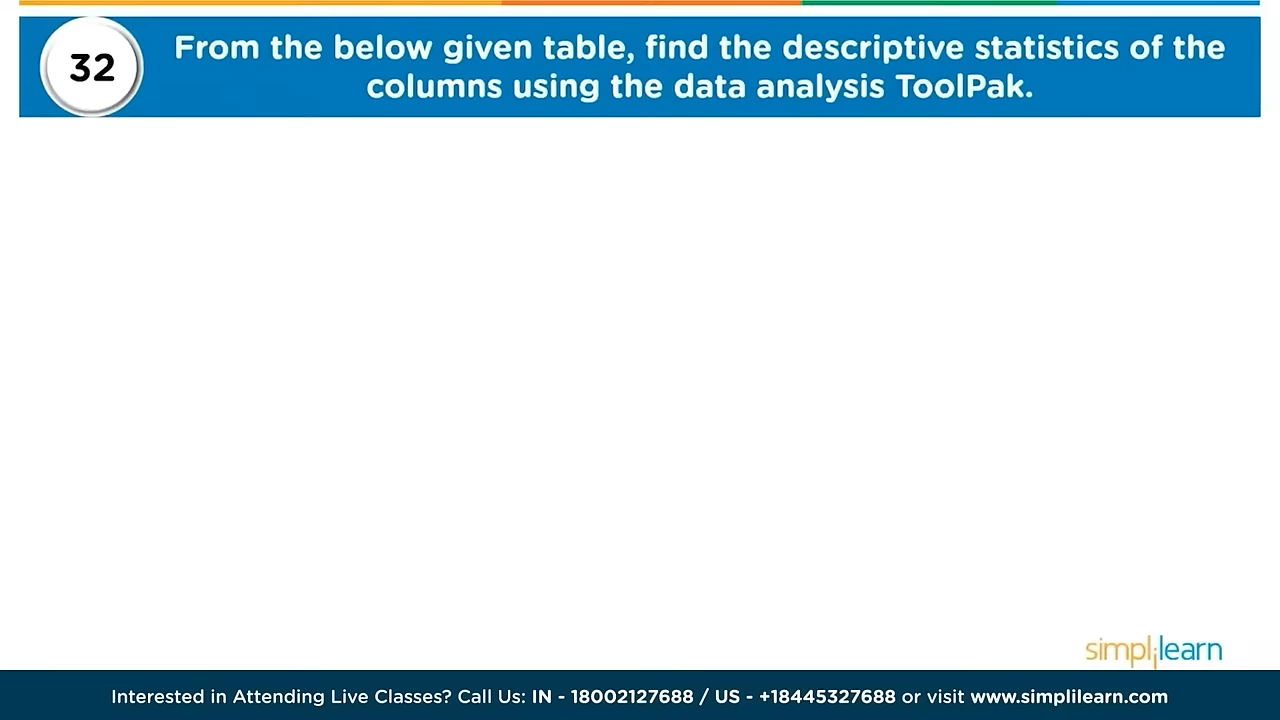 32
From the below given table, find the descriptive statistics of the
columns using the data analysis ToolPak.
simplilearn
Interested in Attending Live Classes? Call Us: IN - 18002127688 / US - +18445327688 or visit www.simplilearn.com